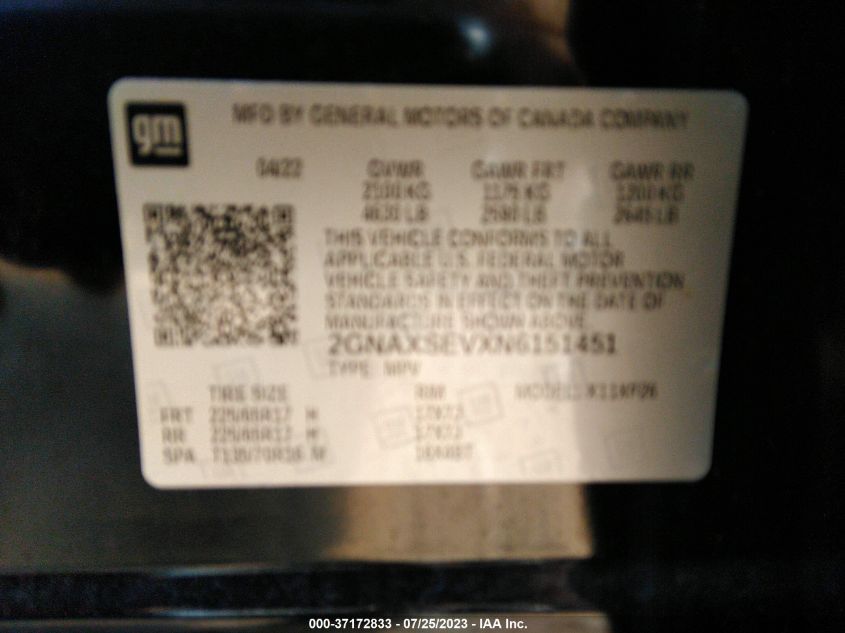 gm
MFD BY GENERAL MOTORS OF CANADA COMPANY
04/22 GVWR GAWR FRT GAWR RR
2100 KG 1175 KG 1200 KG
4630 LB 2590 LB 2645 LB
THIS VEHICLE CONFORMS TO ALL
APPLICABLE U.S. FEDERAL MOTOR
VEHICLE SAFETY AND THEFT PREVENTION
STANDARDS IN EFFECT ON THE DATE OF
MANUFACTURE SHOWN ABOVE.
2GNAXSEVXN6151451
TYPE: MPV
TIRE SIZE RIM MODEL:
FRT 225/65R17 H 17X7J
RR 225/65R17 H 17X7J
SPA T135/70R16 M
000-37172833 - 07/25/2023 - IAA Inc.